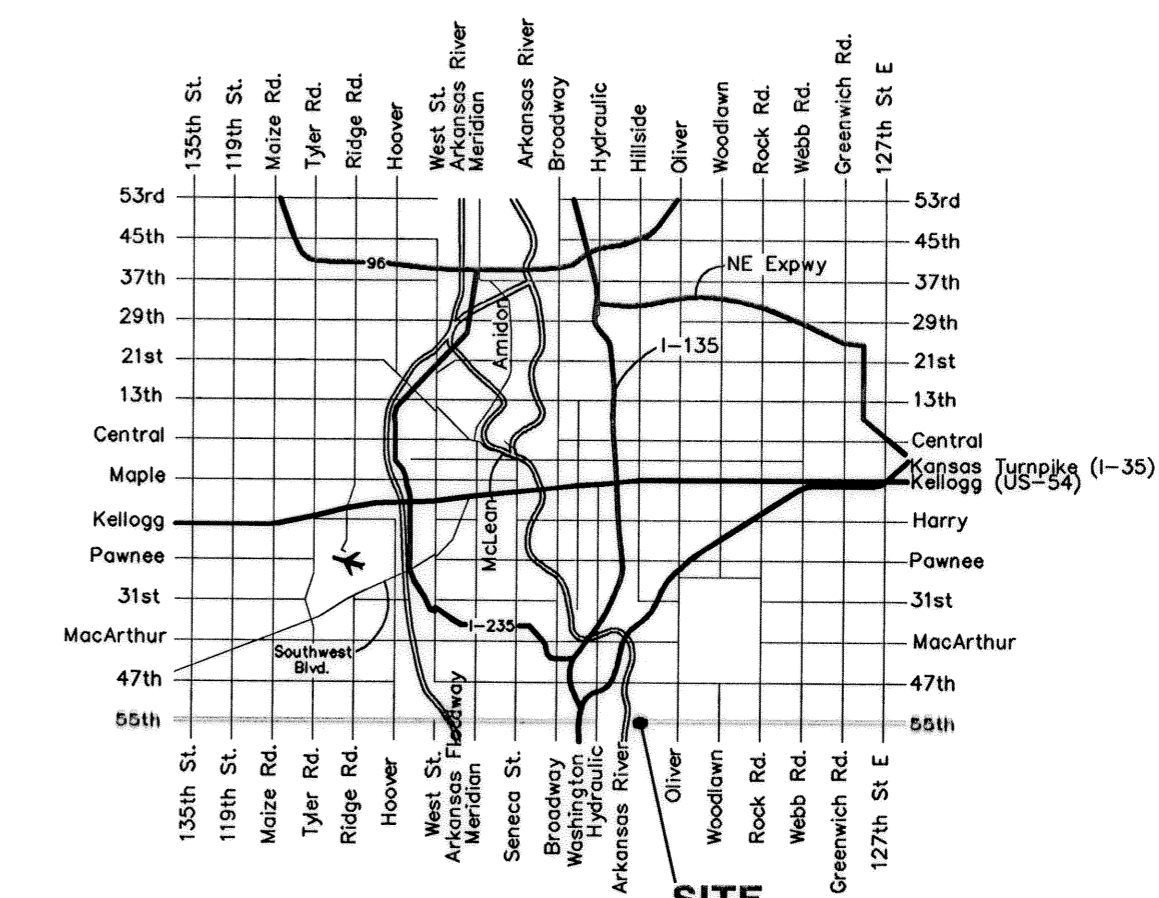 135th St.
119th St.
Maize Rd.
Tyler Rd.
Ridge Rd.
Hoover
West St.
Arkansas River
Meridian
Arkansas River
Broadway
Hydraulic
Hillside
Oliver
Woodlawn
Rock Rd.
Webb Rd.
Greenwich Rd.
127th St E
53rd
53rd
45th
45th
96
NE Expwy
37th
37th
29th
29th
Amidon
I-135
21st
21st
13th
13th
Central
Central
Maple
Kansas Turnpike (I-35)
Kellogg (US-54)
McLean
Kellogg
Harry
Pawnee
Pawnee
31st
31st
I-235
MacArthur
MacArthur
Southwest
Blvd.
47th
47th
55th
55th
135th St.
119th St.
Maize Rd.
Tyler Rd.
Ridge Rd.
Hoover
West St.
Arkansas Floodway
Meridian
Seneca St.
Broadway
Washington
Hydraulic
Arkansas River
Oliver
Woodlawn
Rock Rd.
Webb Rd.
Greenwich Rd.
127th St E
SITE